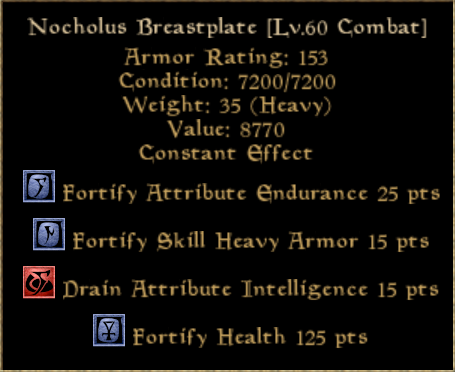 Nocholus Breastplate [Lv.60 Combat]
Armor Rating: 153
Condition: 7200/7200
Weight: 35 (Heavy)
Value: 8770
Constant Effect
Fortify Attribute Endurance 25 pts
Fortify Skill Heavy Armor 15 pts
Drain Attribute Intelligence 15 pts
Fortify Health 125 pts